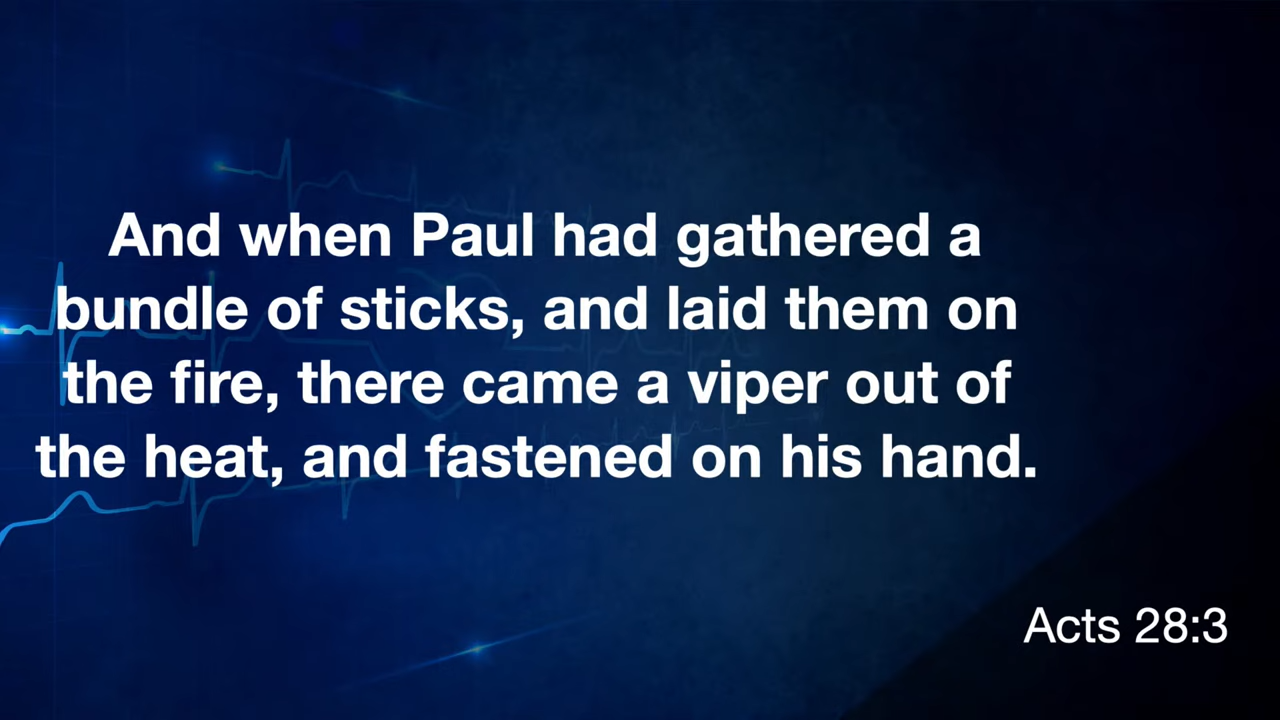 And when Paul had gathered a
bundle of sticks, and laid them on
the fire, there came a viper out of
the heat, and fastened on his hand.
Acts 28:3